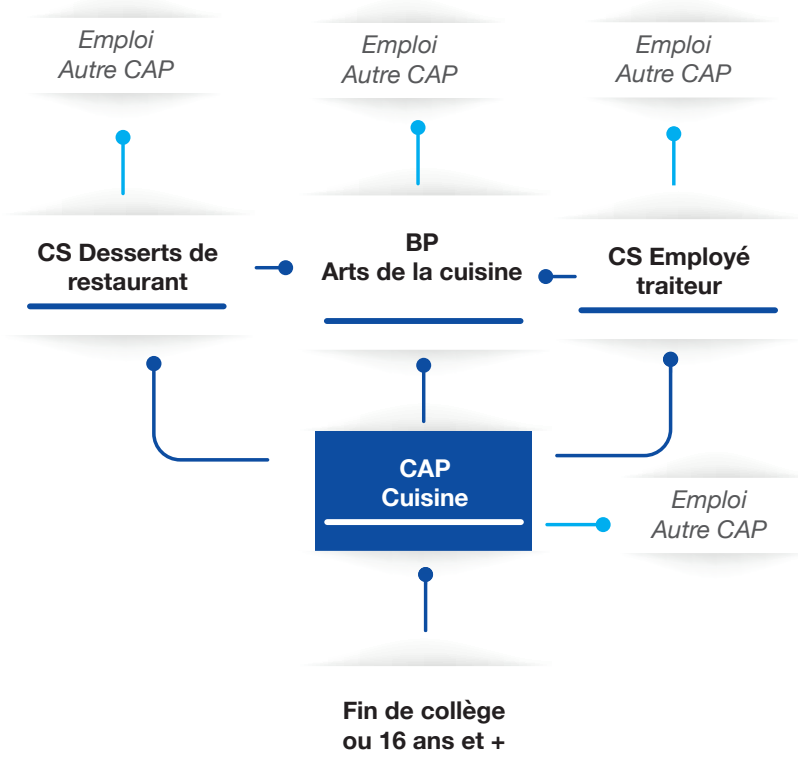 Emploi
Autre CAP
Emploi
Autre CAP
Emploi
Autre CAP
CS Desserts de
restaurant
BP
Arts de la cuisine
CS Employé
traiteur
CAP
Cuisine
Emploi
Autre CAP
Fin de collège
ou 16 ans et +